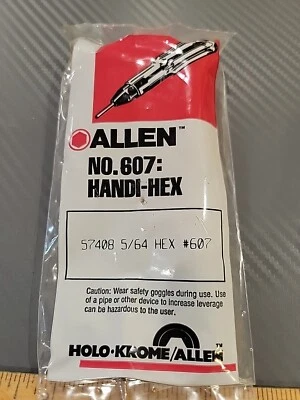 ALLEN™
NO.607:
HANDI-HEX
57408 5/64 HEX #607
Caution: Wear safety goggles during use. Use
of a pipe or other device to increase leverage
can be hazardous to the user.
HOLO-KROME/ALLEN™